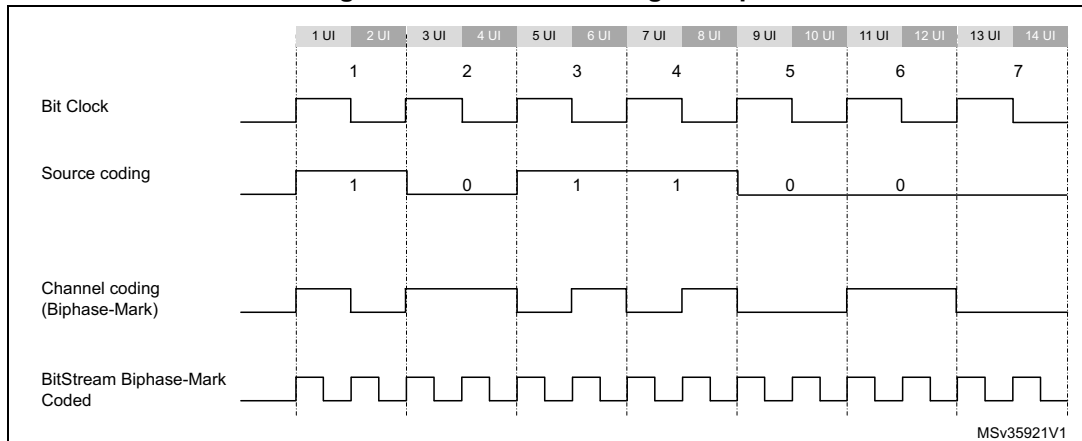 1 UI 2 UI 3 UI 4 UI 5 UI 6 UI 7 UI 8 UI 9 UI 10 UI 11 UI 12 UI 13 UI 14 UI
1 2 3 4 5 6 7
Bit Clock
Source coding
1 0 1 1 0 0
Channel coding
(Biphase-Mark)
BitStream Biphase-Mark
Coded
MSv35921V1